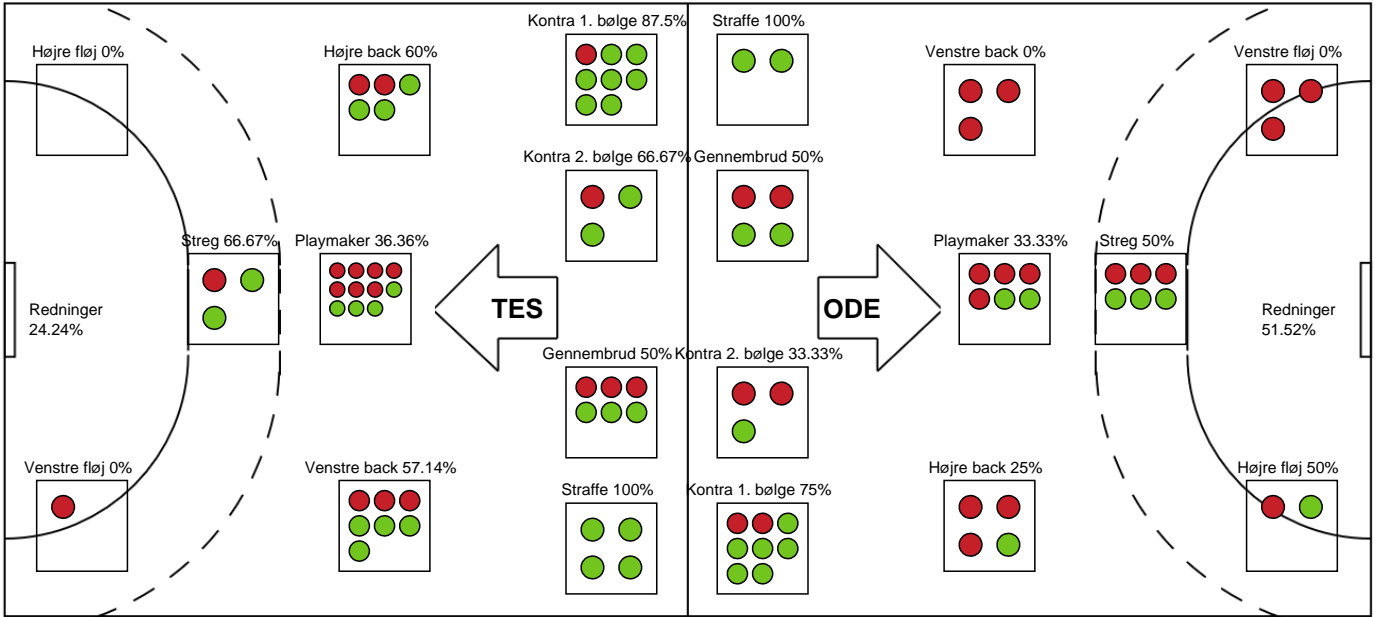 Kontra 1. bølge 87.5%
Straffe 100%
Højre fløj 0%
Højre back 60%
Venstre back 0%
Venstre fløj 0%
Kontra 2. bølge 66.67%
Gennembrud 50%
Streg 66.67%
Playmaker 36.36%
Playmaker 33.33%
Streg 50%
TES
ODE
Redninger
24.24%
Redninger
51.52%
Gennembrud 50%
Kontra 2. bølge 33.33%
Venstre fløj 0%
Venstre back 57.14%
Højre back 25%
Højre fløj 50%
Straffe 100%
Kontra 1. bølge 75%